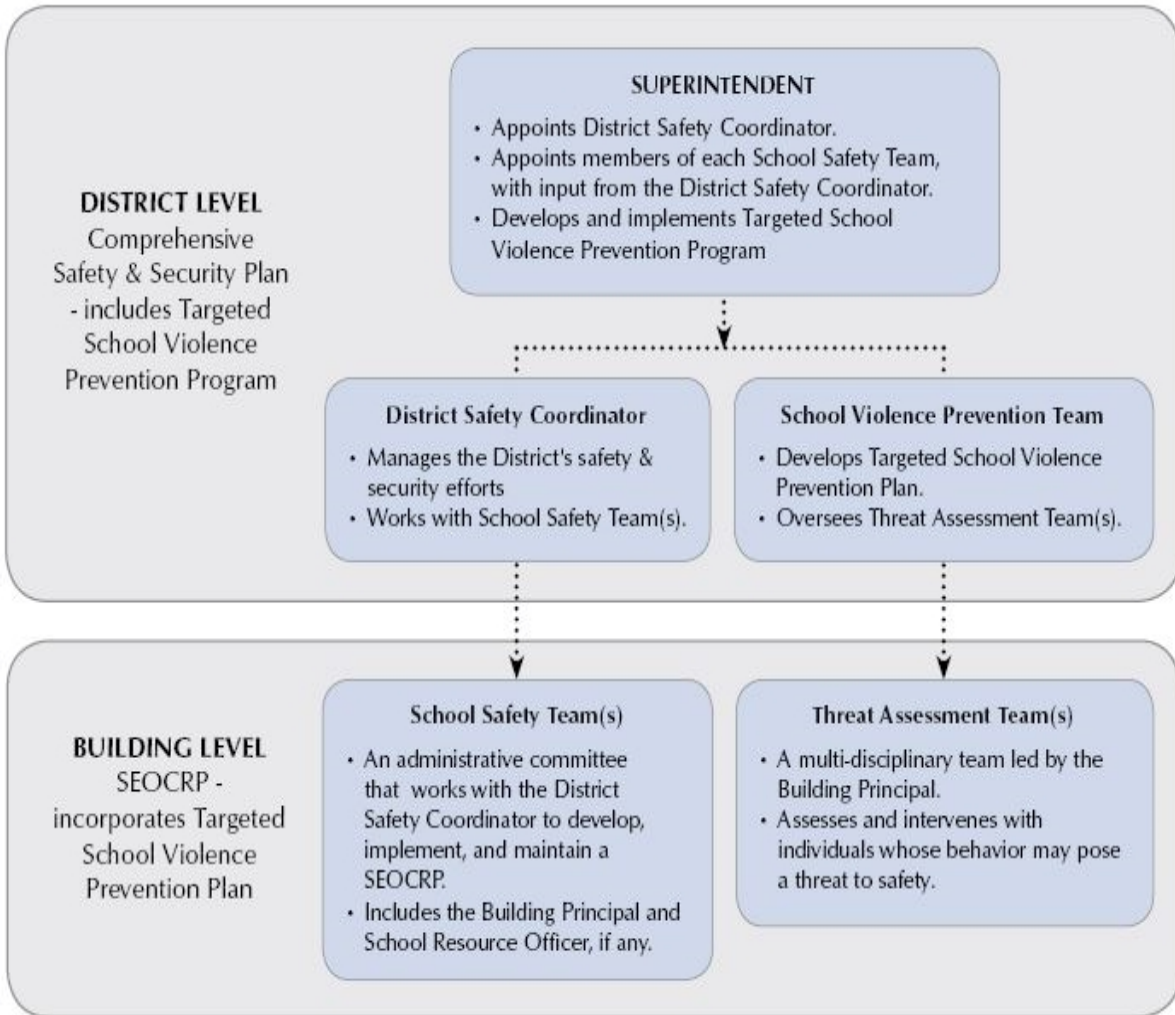 SUPERINTENDENT
• Appoints District Safety Coordinator.
• Appoints members of each School Safety Team,
with input from the District Safety Coordinator.
• Develops and implements Targeted School
Violence Prevention Program
DISTRICT LEVEL
Comprehensive
Safety & Security Plan
- includes Targeted
School Violence
Prevention Program
District Safety Coordinator
• Manages the District's safety &
security efforts
• Works with School Safety Team(s).
School Violence Prevention Team
• Develops Targeted School Violence
Prevention Plan.
• Oversees Threat Assessment Team(s).
BUILDING LEVEL
SEOCRP -
incorporates Targeted
School Violence
Prevention Plan
School Safety Team(s)
• An administrative committee
that works with the District
Safety Coordinator to develop,
implement, and maintain a
SEOCRP.
• Includes the Building Principal and
School Resource Officer, if any.
Threat Assessment Team(s)
• A multi-disciplinary team led by the
Building Principal.
• Assesses and intervenes with
individuals whose behavior may pose
a threat to safety.